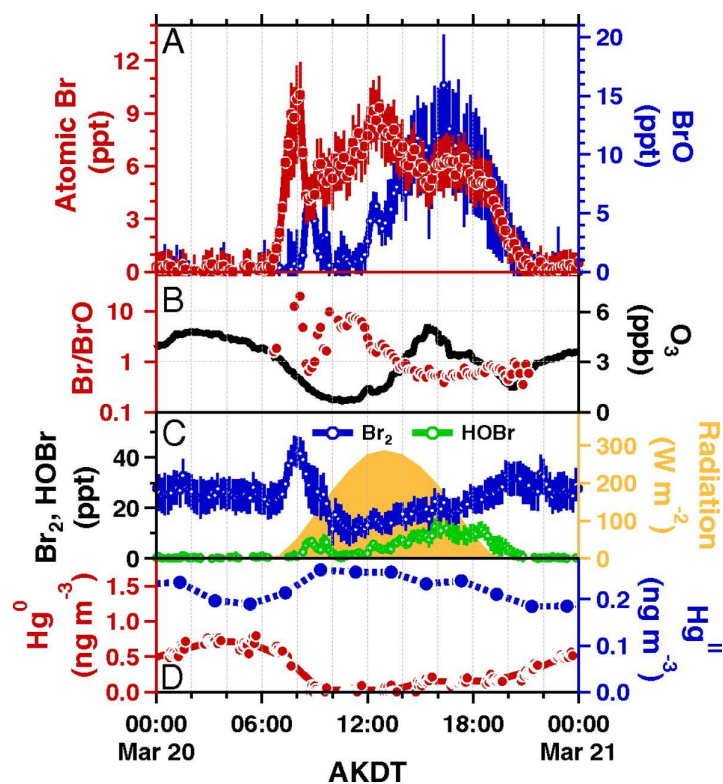 A
12
9
6
3
0
Atomic Br
(ppt)
20
15
10
5
0
BrO
(ppt)
B
10
1
0.1
Br/BrO
6
3
0
O3
(ppb)
C
Br2
HOBr
40
20
0
Br2, HOBr
(ppt)
300
200
100
0
Radiation
(W m-2)
D
1.5
1.0
0.5
0.0
Hg0
(ng m-3)
0.2
0.1
0.0
HgII
(ng m-3)
00:00 06:00 12:00 18:00 00:00
Mar 20 Mar 21
AKDT